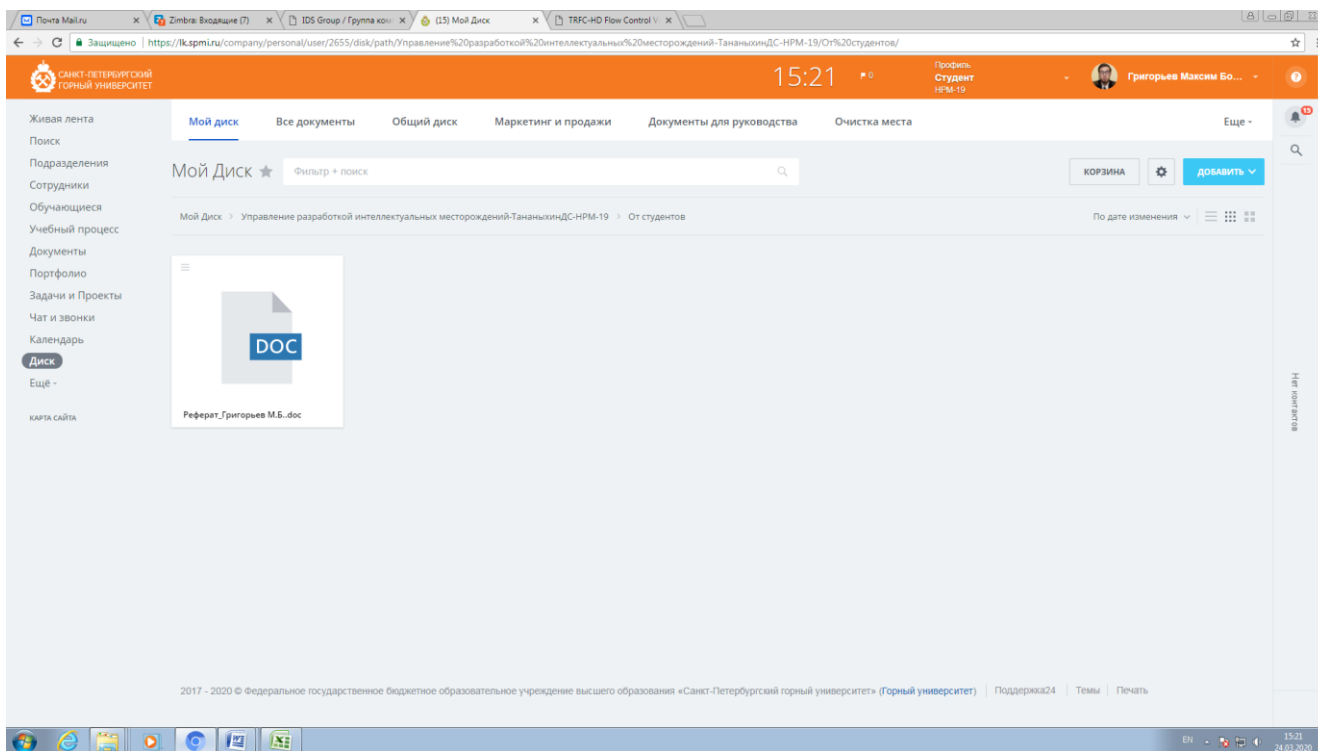 Почта Mail.ru
Zimbra: Входящие (7)
IDS Group / Группа ком
(15) Мой Диск
TRFC-HD Flow Control V
Защищено | https://lk.spmi.ru/company/personal/user/2655/disk/path/Управление%20разработкой%20интеллектуальных%20месторождений-ТананыхинДС-НРМ-19/От%20студентов/
САНКТ-ПЕТЕРБУРГСКИЙ
ГОРНЫЙ УНИВЕРСИТЕТ
15:21
0
Профиль
Студент
НРМ-19
Григорьев Максим Бо...
?
Живая лента
Поиск
Подразделения
Сотрудники
Обучающиеся
Учебный процесс
Документы
Портфолио
Задачи и Проекты
Чат и звонки
Календарь
Диск
Ещё
КАРТА САЙТА
Мой диск
Все документы
Общий диск
Маркетинг и продажи
Документы для руководства
Очистка места
Еще
Мой Диск
Фильтр + поиск
КОРЗИНА
ДОБАВИТЬ
Мой Диск > Управление разработкой интеллектуальных месторождений-ТананыхинДС-НРМ-19 > От студентов
По дате изменения
DOC
Реферат_Григорьев М.Б..doc
Нет контактов
2017 - 2020 © Федеральное государственное бюджетное образовательное учреждение высшего образования «Санкт-Петербургский горный университет» (Горный университет) | Поддержка24 | Темы | Печать
EN
15:21
24.03.2020